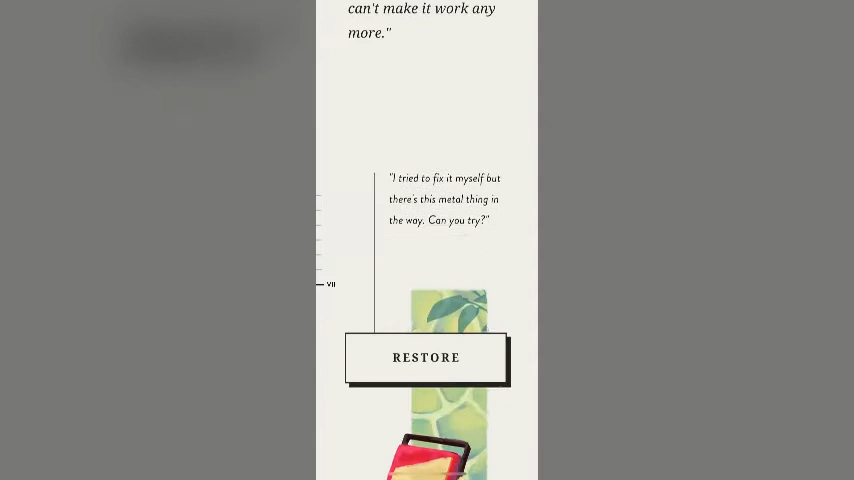 can't make it work any
more."
"I tried to fix it myself but
there's this metal thing in
the way. Can you try?"
VII
RESTORE